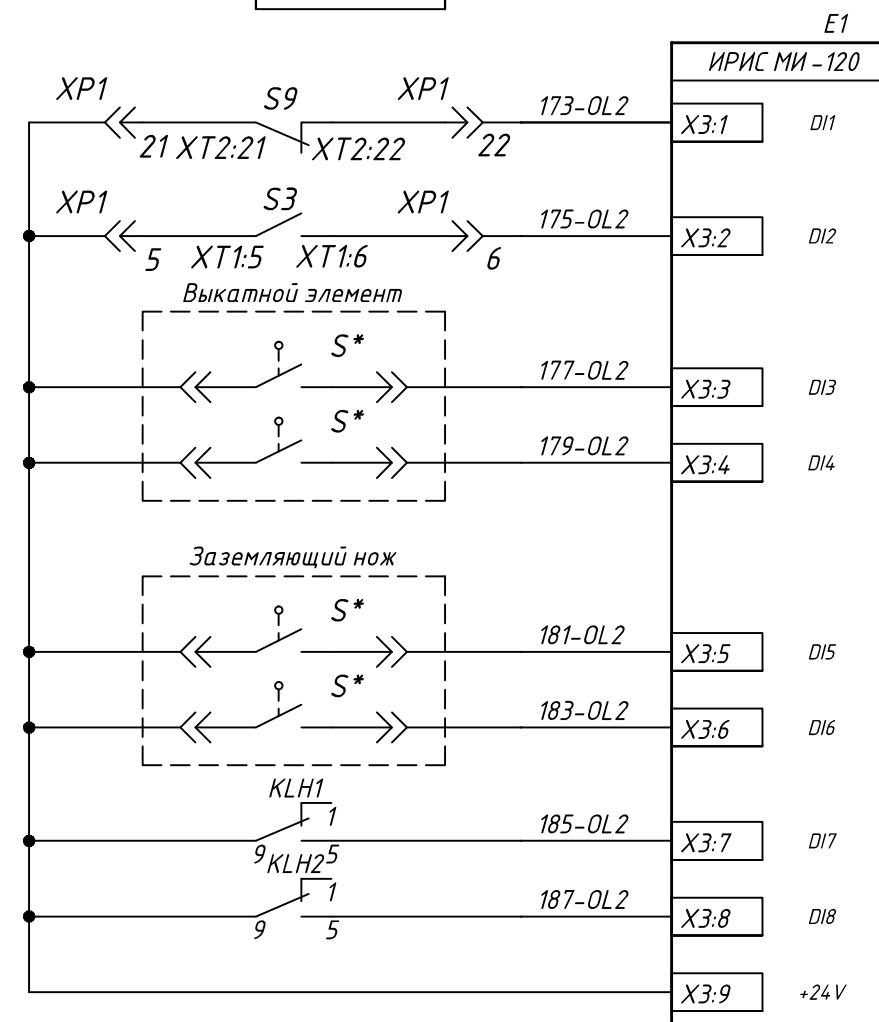 E1
ИРИС МИ -120
XP1
S9
XP1
173-OL2
X3:1
DI1
21
XT2:21
XT2:22
22
XP1
S3
XP1
175-OL2
X3:2
DI2
5
XT1:5
XT1:6
6
Выкатной элемент
S*
177-OL2
X3:3
DI3
S*
179-OL2
X3:4
DI4
Заземляющий нож
S*
181-OL2
X3:5
DI5
S*
183-OL2
X3:6
DI6
KLH1
1
185-OL2
X3:7
DI7
9
5
KLH2
1
187-OL2
X3:8
DI8
9
5
X3:9
+24V